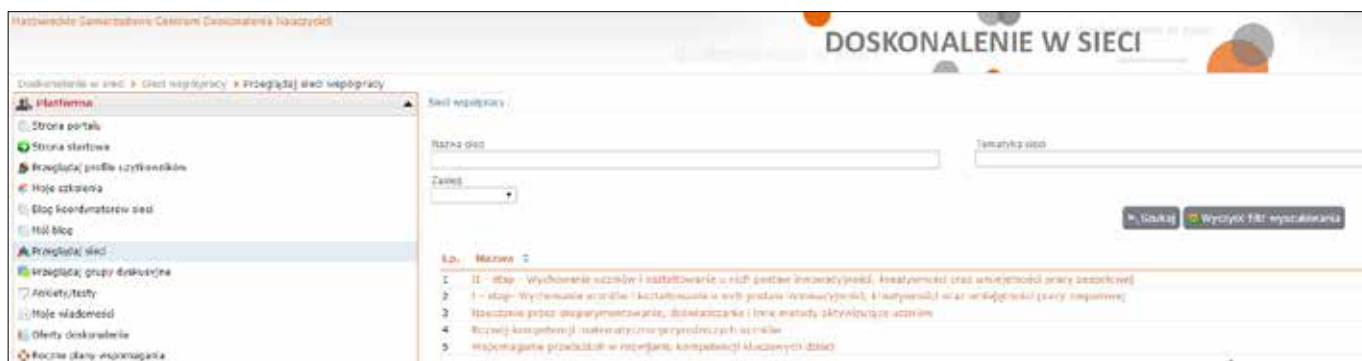 Mazowieckie Samorządowe Centrum Doskonalenia Nauczycieli
DOSKONALENIE W SIECI
Doskonalenie w sieci Sieci współpracy Przeglądaj sieci współpracy
Platforma
Sieci współpracy
Strona portalu
Strona startowa
Nazwa sieci
Tematyka sieci
Przeglądaj profile użytkowników
Moje szkolenia
Zasięg
Blog koordynatorów sieci
Mój blog
Szukaj Wyczyść filtr wyszukiwania
Przeglądaj sieci
Przeglądaj grupy dyskusyjne
Lp. Nazwa
Ankiety/testy
1 II - etap - Wychowanie uczniów i kształtowanie u nich postaw innowacyjności, kreatywności oraz umiejętności pracy zespołowej
2 I - etap- Wychowanie uczniów i kształtowanie u nich postaw innowacyjności, kreatywności oraz umiejętności pracy zespołowej
Moje wiadomości
3 Nauczanie przez eksperymentowanie, doświadczanie i inne metody aktywizujące uczniów
Oferty doskonalenia
4 Rozwój kompetencji matematyczno-przyrodniczych uczniów
Roczne plany wspomagania
5 Wspomaganie przedszkoli w rozwijaniu kompetencji kluczowych dzieci